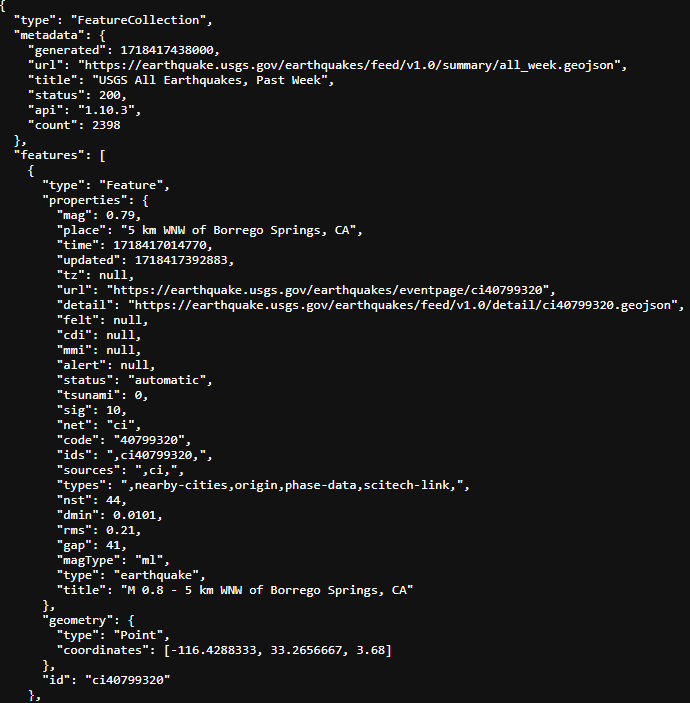 {
  "type": "FeatureCollection",
  "metadata": {
    "generated": 1718417438000,
    "url": "https://earthquake.usgs.gov/earthquakes/feed/v1.0/summary/all_week.geojson",
    "title": "USGS All Earthquakes, Past Week",
    "status": 200,
    "api": "1.10.3",
    "count": 2398
  },
  "features": [
    {
      "type": "Feature",
      "properties": {
        "mag": 0.79,
        "place": "5 km WNW of Borrego Springs, CA",
        "time": 1718417014770,
        "updated": 1718417392883,
        "tz": null,
        "url": "https://earthquake.usgs.gov/earthquakes/eventpage/ci40799320",
        "detail": "https://earthquake.usgs.gov/earthquakes/feed/v1.0/detail/ci40799320.geojson",
        "felt": null,
        "cdi": null,
        "mmi": null,
        "alert": null,
        "status": "automatic",
        "tsunami": 0,
        "sig": 10,
        "net": "ci",
        "code": "40799320",
        "ids": ",ci40799320,",
        "sources": ",ci,",
        "types": ",nearby-cities,origin,phase-data,scitech-link,",
        "nst": 44,
        "dmin": 0.0101,
        "rms": 0.21,
        "gap": 41,
        "magType": "ml",
        "type": "earthquake",
        "title": "M 0.8 - 5 km WNW of Borrego Springs, CA"
      },
      "geometry": {
        "type": "Point",
        "coordinates": [-116.4288333, 33.2656667, 3.68]
      },
      "id": "ci40799320"
    },